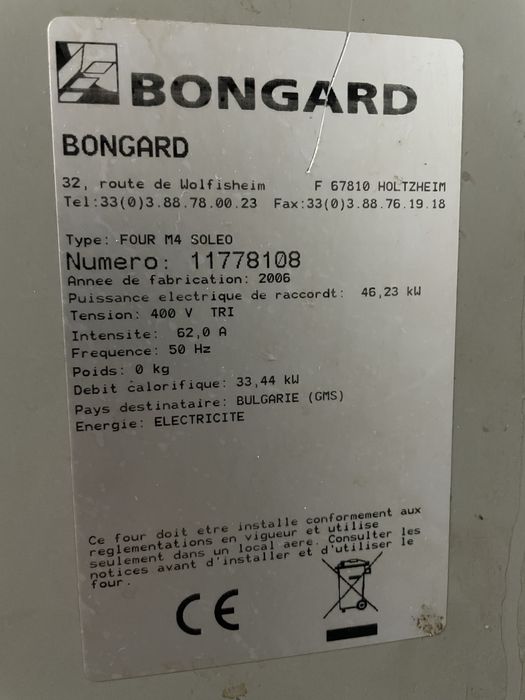 BONGARD
BONGARD
32, route de Wolfisheim F 67810 HOLTZHEIM
Tel:33(0)3.88.78.00.23 Fax:33(0)3.88.76.19.18
Type: FOUR M4 SOLEO
Numero: 11778108
Annee de fabrication: 2006
Puissance electrique de raccordt: 46,23 kW
Tension: 400 V TRI
Intensite: 62,0 A
Frequence: 50 Hz
Poids: 0 kg
Debit calorifique: 33,44 kW
Pays destinataire: BULGARIE (GMS)
Energie: ELECTRICITE
Ce four doit etre installe conformement aux
reglementations en vigueur et utilise
seulement dans un local aere. Consulter les
notices avant d'installer et d'utiliser le
four.
CE